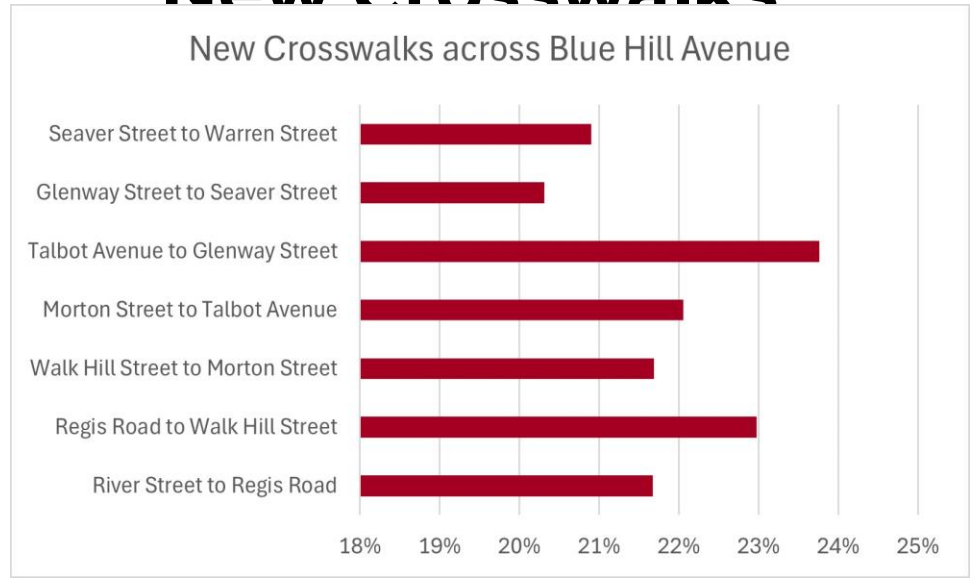 New Crosswalks
New Crosswalks across Blue Hill Avenue
Seaver Street to Warren Street
Glenway Street to Seaver Street
Talbot Avenue to Glenway Street
Morton Street to Talbot Avenue
Walk Hill Street to Morton Street
Regis Road to Walk Hill Street
River Street to Regis Road
18% 19% 20% 21% 22% 23% 24% 25%